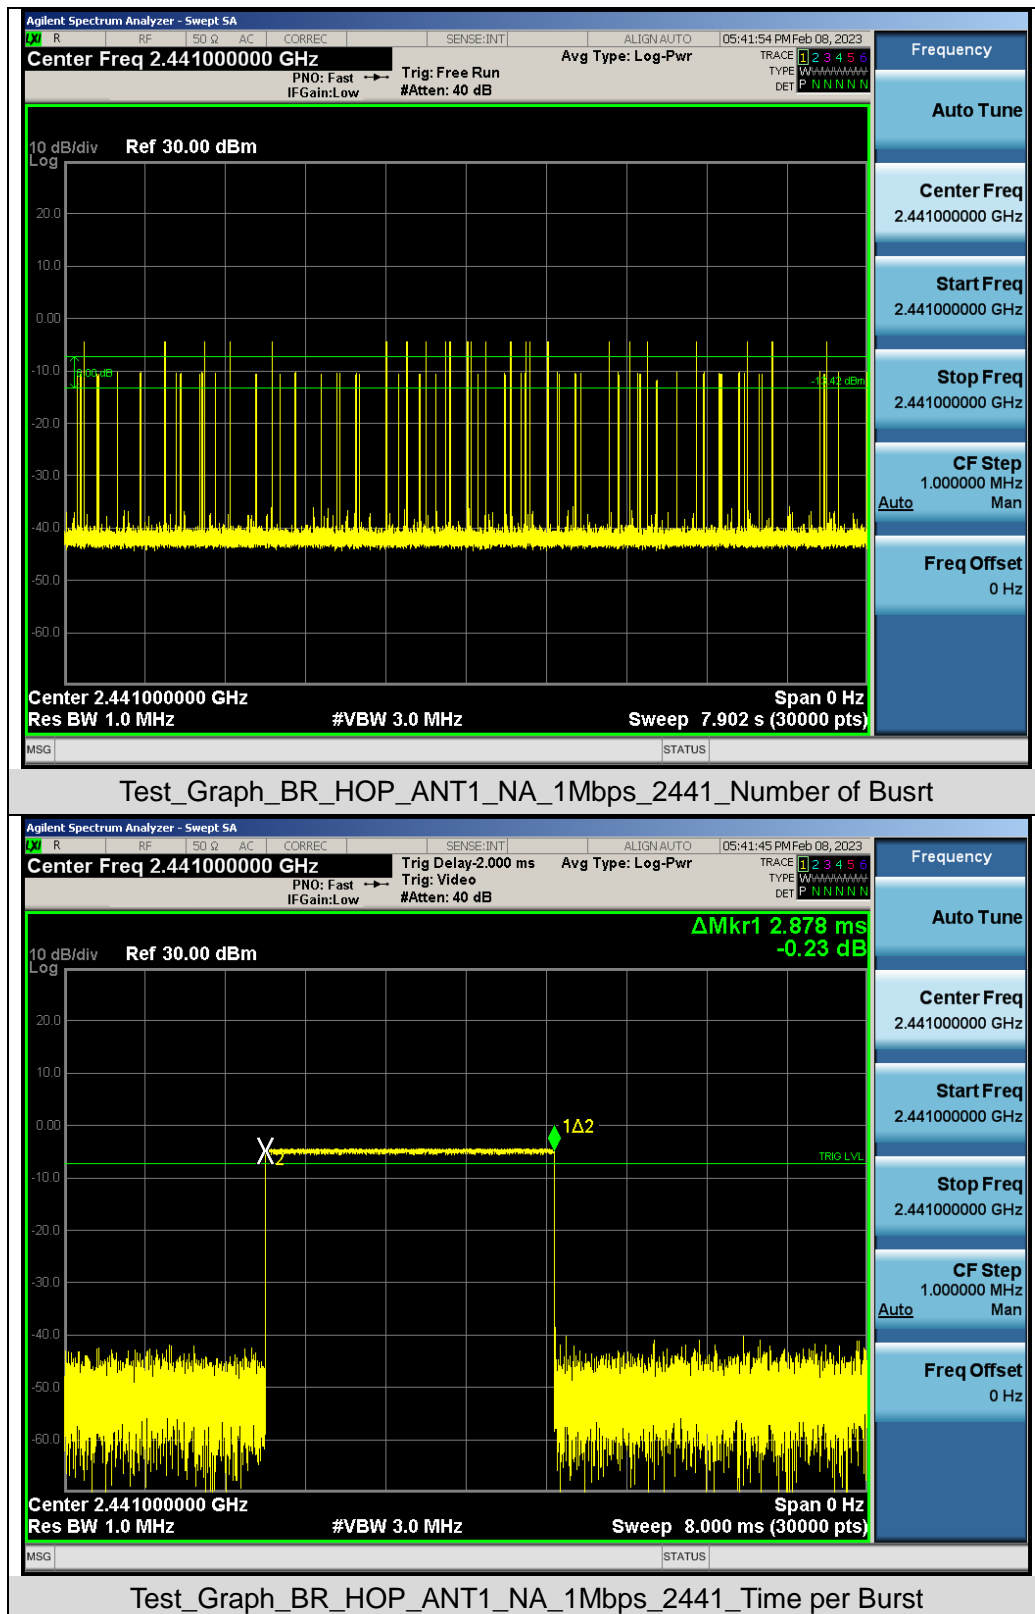 Agilent Spectrum Analyzer - Swept SA
LXI R RF 50 Ω AC CORREC SENSE:INT ALIGN AUTO 05:41:54 PM Feb 08, 2023
Center Freq 2.441000000 GHz Avg Type: Log-Pwr TRACE 1 2 3 4 5 6
PNO: Fast Trig: Free Run TYPE
IFGain:Low #Atten: 40 dB DET P N N N N N
Frequency
Auto Tune
Center Freq
2.441000000 GHz
Start Freq
2.441000000 GHz
Stop Freq
2.441000000 GHz
CF Step
1.000000 MHz
Auto Man
Freq Offset
0 Hz
10 dB/div Ref 30.00 dBm
Log
20.0
10.0
0.00
-10.0
-20.0
-30.0
-40.0
-50.0
-60.0
Center 2.441000000 GHz Span 0 Hz
Res BW 1.0 MHz #VBW 3.0 MHz Sweep 7.902 s (30000 pts)
MSG STATUS
Test_Graph_BR_HOP_ANT1_NA_1Mbps_2441_Number of Busrt
Agilent Spectrum Analyzer - Swept SA
LXI R RF 50 Ω AC CORREC SENSE:INT ALIGN AUTO 05:41:45 PM Feb 08, 2023
Center Freq 2.441000000 GHz Trig Delay-2.000 ms Avg Type: Log-Pwr TRACE 1 2 3 4 5 6
PNO: Fast Trig: Video TYPE
IFGain:Low #Atten: 40 dB DET P N N N N N
Frequency
Auto Tune
Center Freq
2.441000000 GHz
Start Freq
2.441000000 GHz
Stop Freq
2.441000000 GHz
CF Step
1.000000 MHz
Auto Man
Freq Offset
0 Hz
ΔMkr1 2.878 ms
-0.23 dB
10 dB/div Ref 30.00 dBm
Log
20.0
10.0
0.00
-10.0
-20.0
-30.0
-40.0
-50.0
-60.0
1Δ2
2
TRIG LVL
Center 2.441000000 GHz Span 0 Hz
Res BW 1.0 MHz #VBW 3.0 MHz Sweep 8.000 ms (30000 pts)
MSG STATUS
Test_Graph_BR_HOP_ANT1_NA_1Mbps_2441_Time per Burst